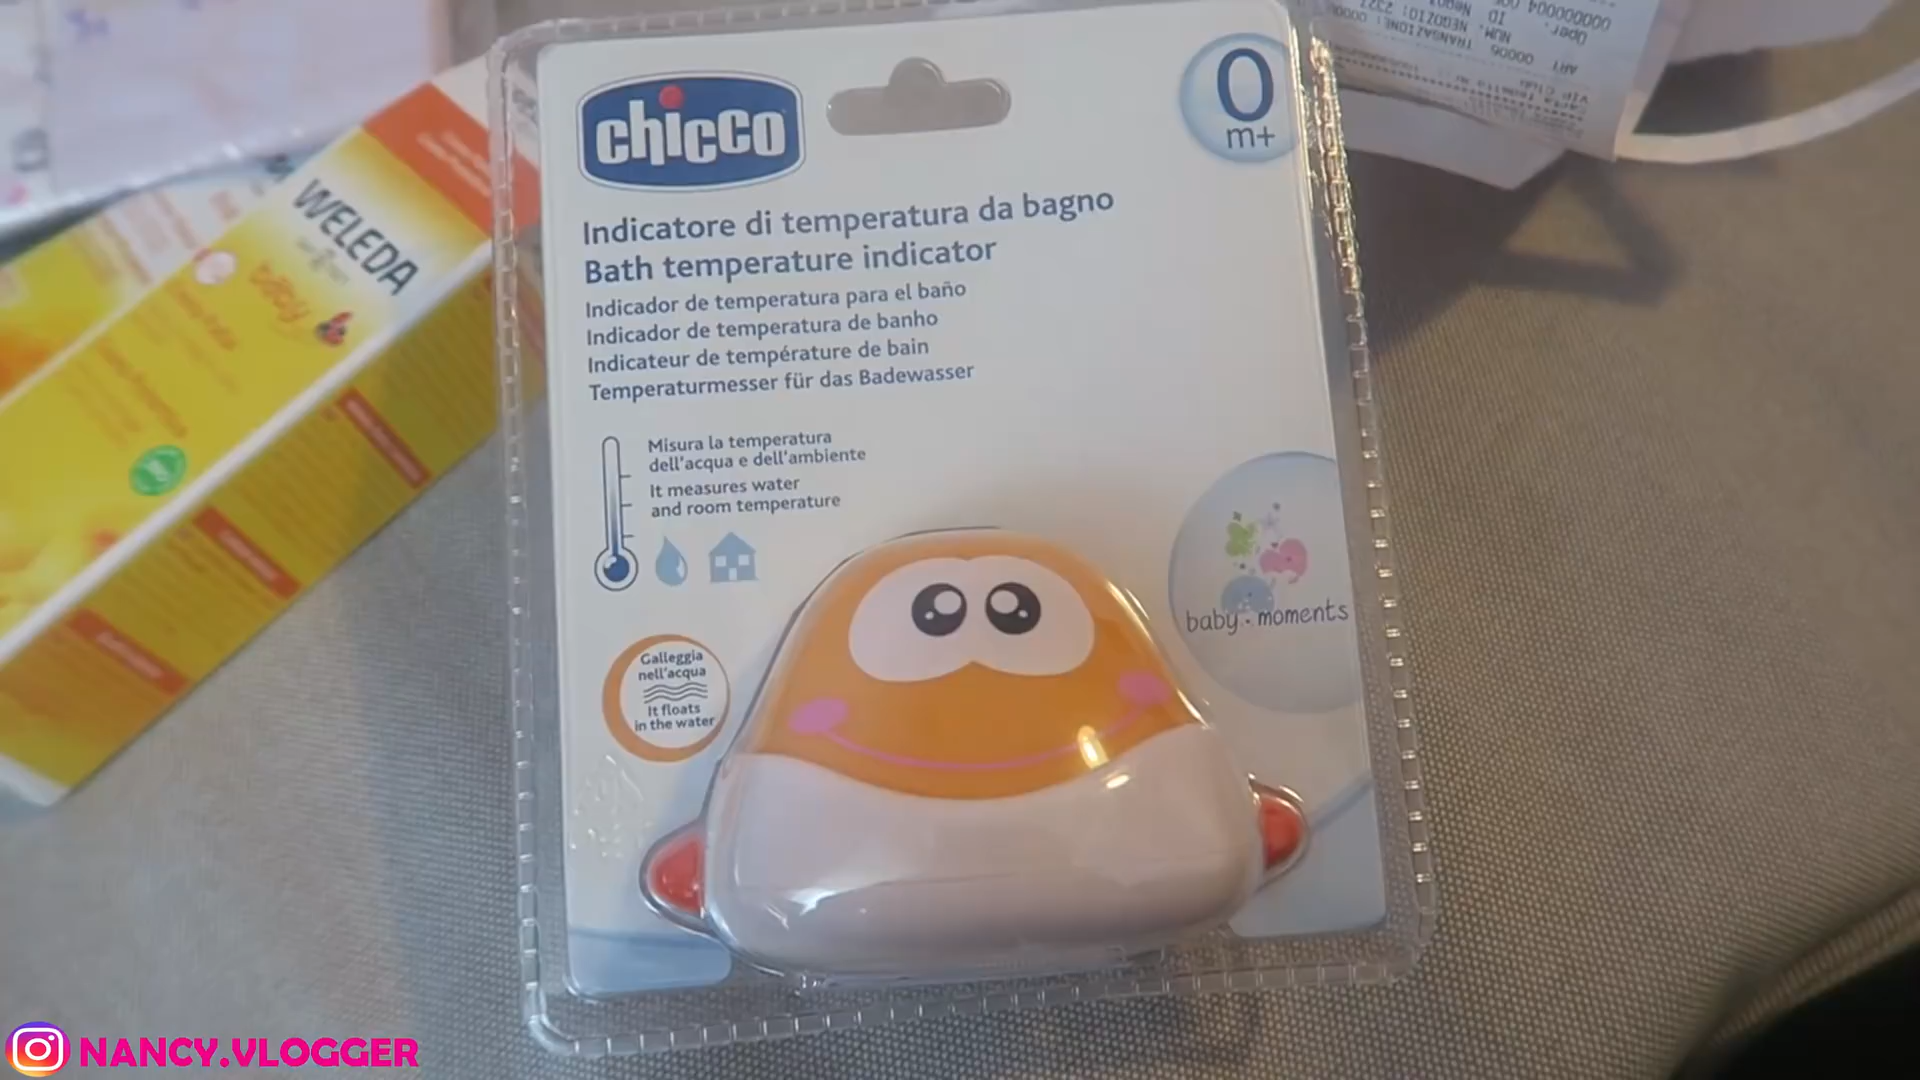 chicco
0
m+
Indicatore di temperatura da bagno
Bath temperature indicator
Indicador de temperatura para el baño
Indicador de temperatura de banho
Indicateur de température de bain
Temperaturmesser für das Badewasser
Misura la temperatura
dell'acqua e dell'ambiente
It measures water
and room temperature
Galleggia
nell'acqua
It floats
in the water
baby • moments
WELEDA
baby
NANCY.VLOGGER